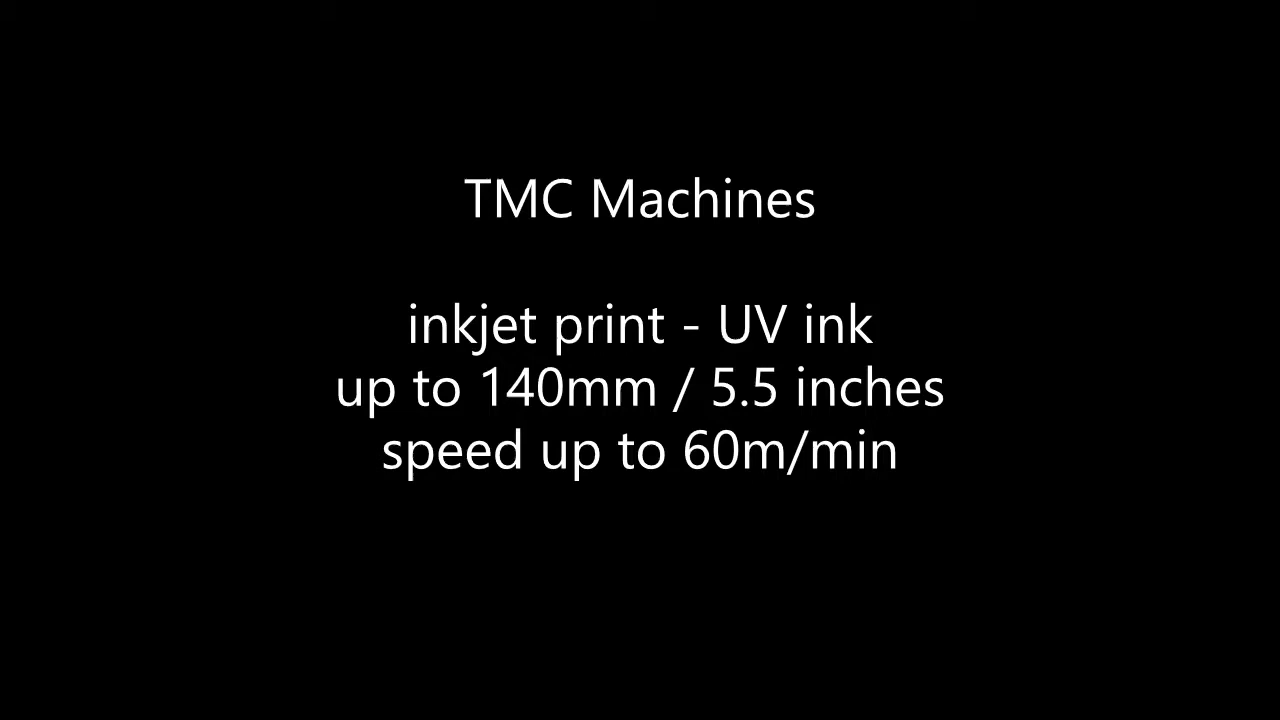 TMC Machines
inkjet print - UV ink
up to 140mm / 5.5 inches
speed up to 60m/min